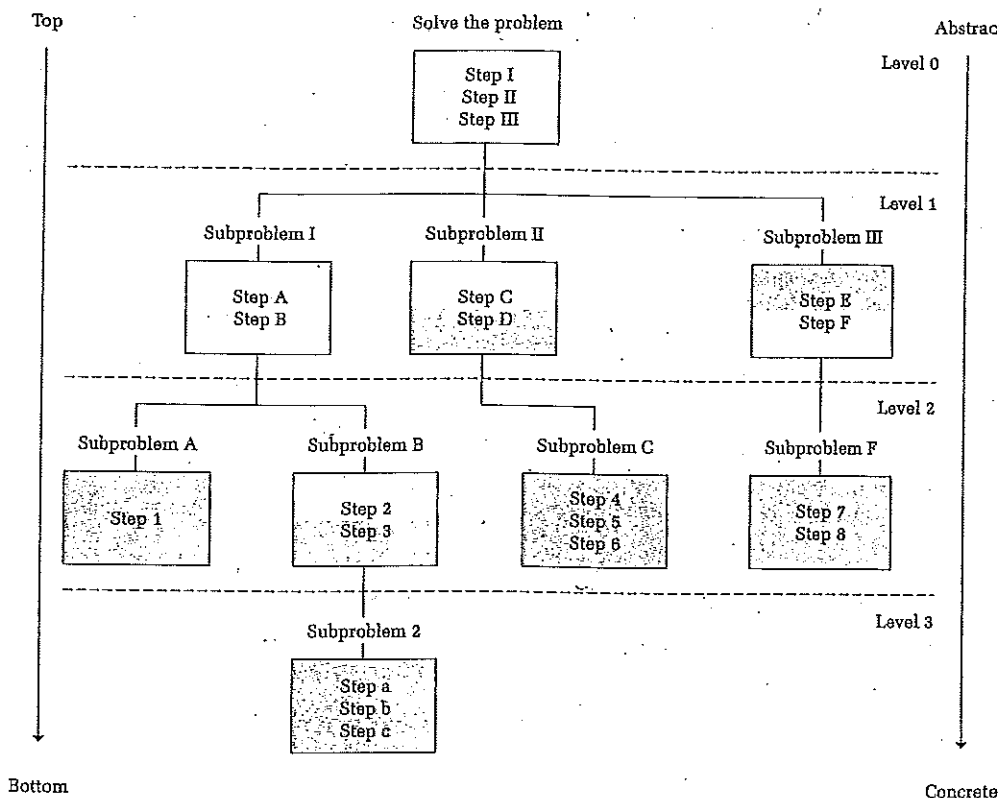 Top
Solve the problem
Abstrac
Level 0
Step I
Step II
Step III
Level 1
Subproblem I
Subproblem II
Subproblem III
Step A
Step B
Step C
Step D
Step E
Step F
Level 2
Subproblem A
Subproblem B
Subproblem C
Subproblem F
Step 1
Step 2
Step 3
Step 4
Step 5
Step 6
Step 7
Step 8
Level 3
Subproblem 2
Step a
Step b
Step c
Bottom
Concrete